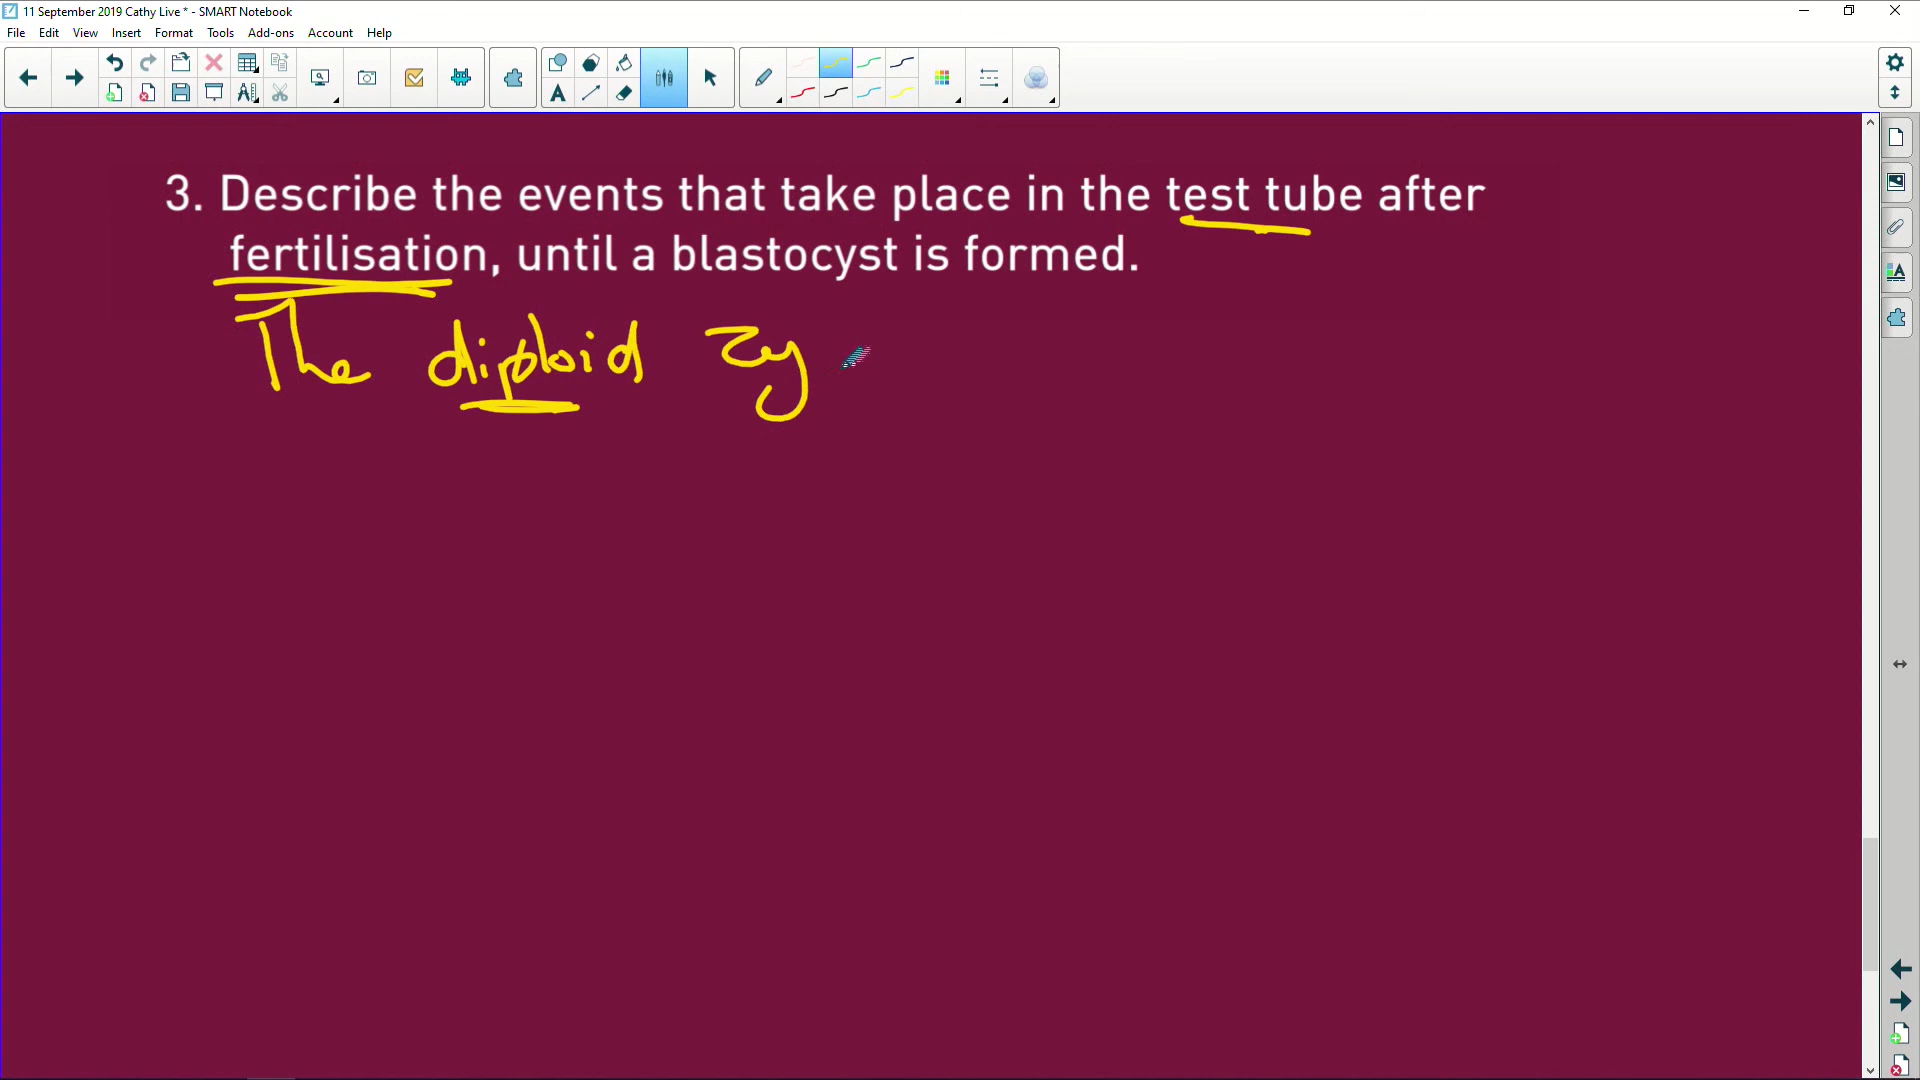 11 September 2019 Cathy Live * - SMART Notebook
File Edit View Insert Format Tools Add-ons Account Help
3. Describe the events that take place in the test tube after
fertilisation, until a blastocyst is formed.
The diploid zy